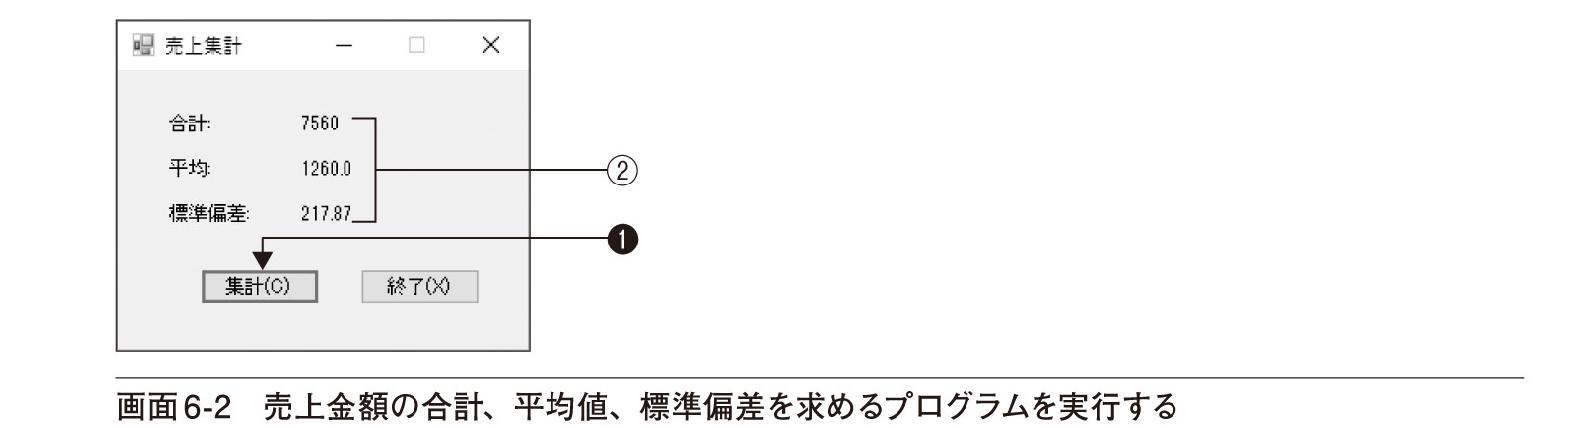 売上集計
合計: 7560
平均: 1260.0
②
標準偏差: 217.87
❶
集計(C) 終了(X)
画面6-2 売上金額の合計、平均値、標準偏差を求めるプログラムを実行する